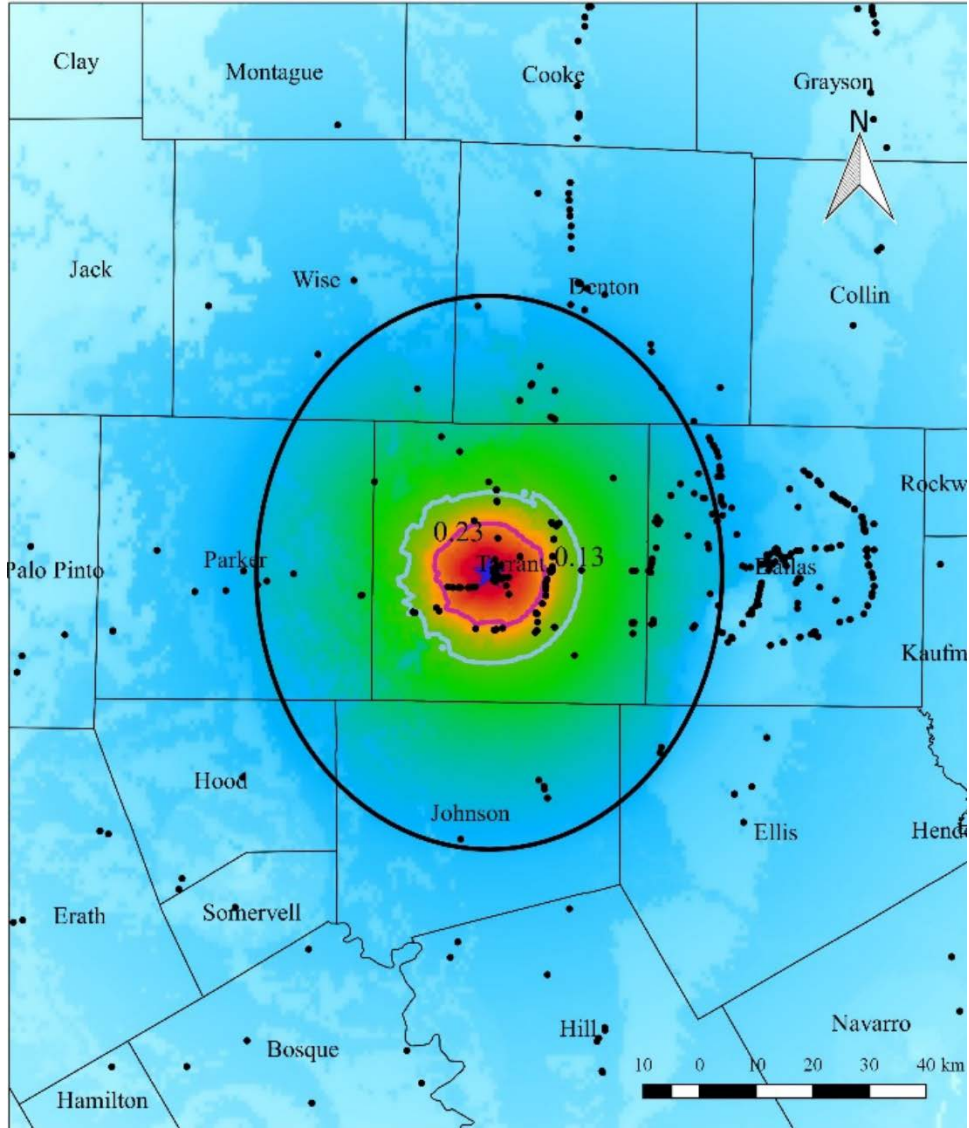 Clay
Montague
Cooke
Grayson
N
Jack
Wise
Denton
Collin
Rockw
0.23
Palo Pinto
Parker
Tarrant
0.13
Dallas
Kaufm
Hood
Johnson
Ellis
Hende
Erath
Somervell
Bosque
Hill
Navarro
10 0 10 20 30 40 km
Hamilton